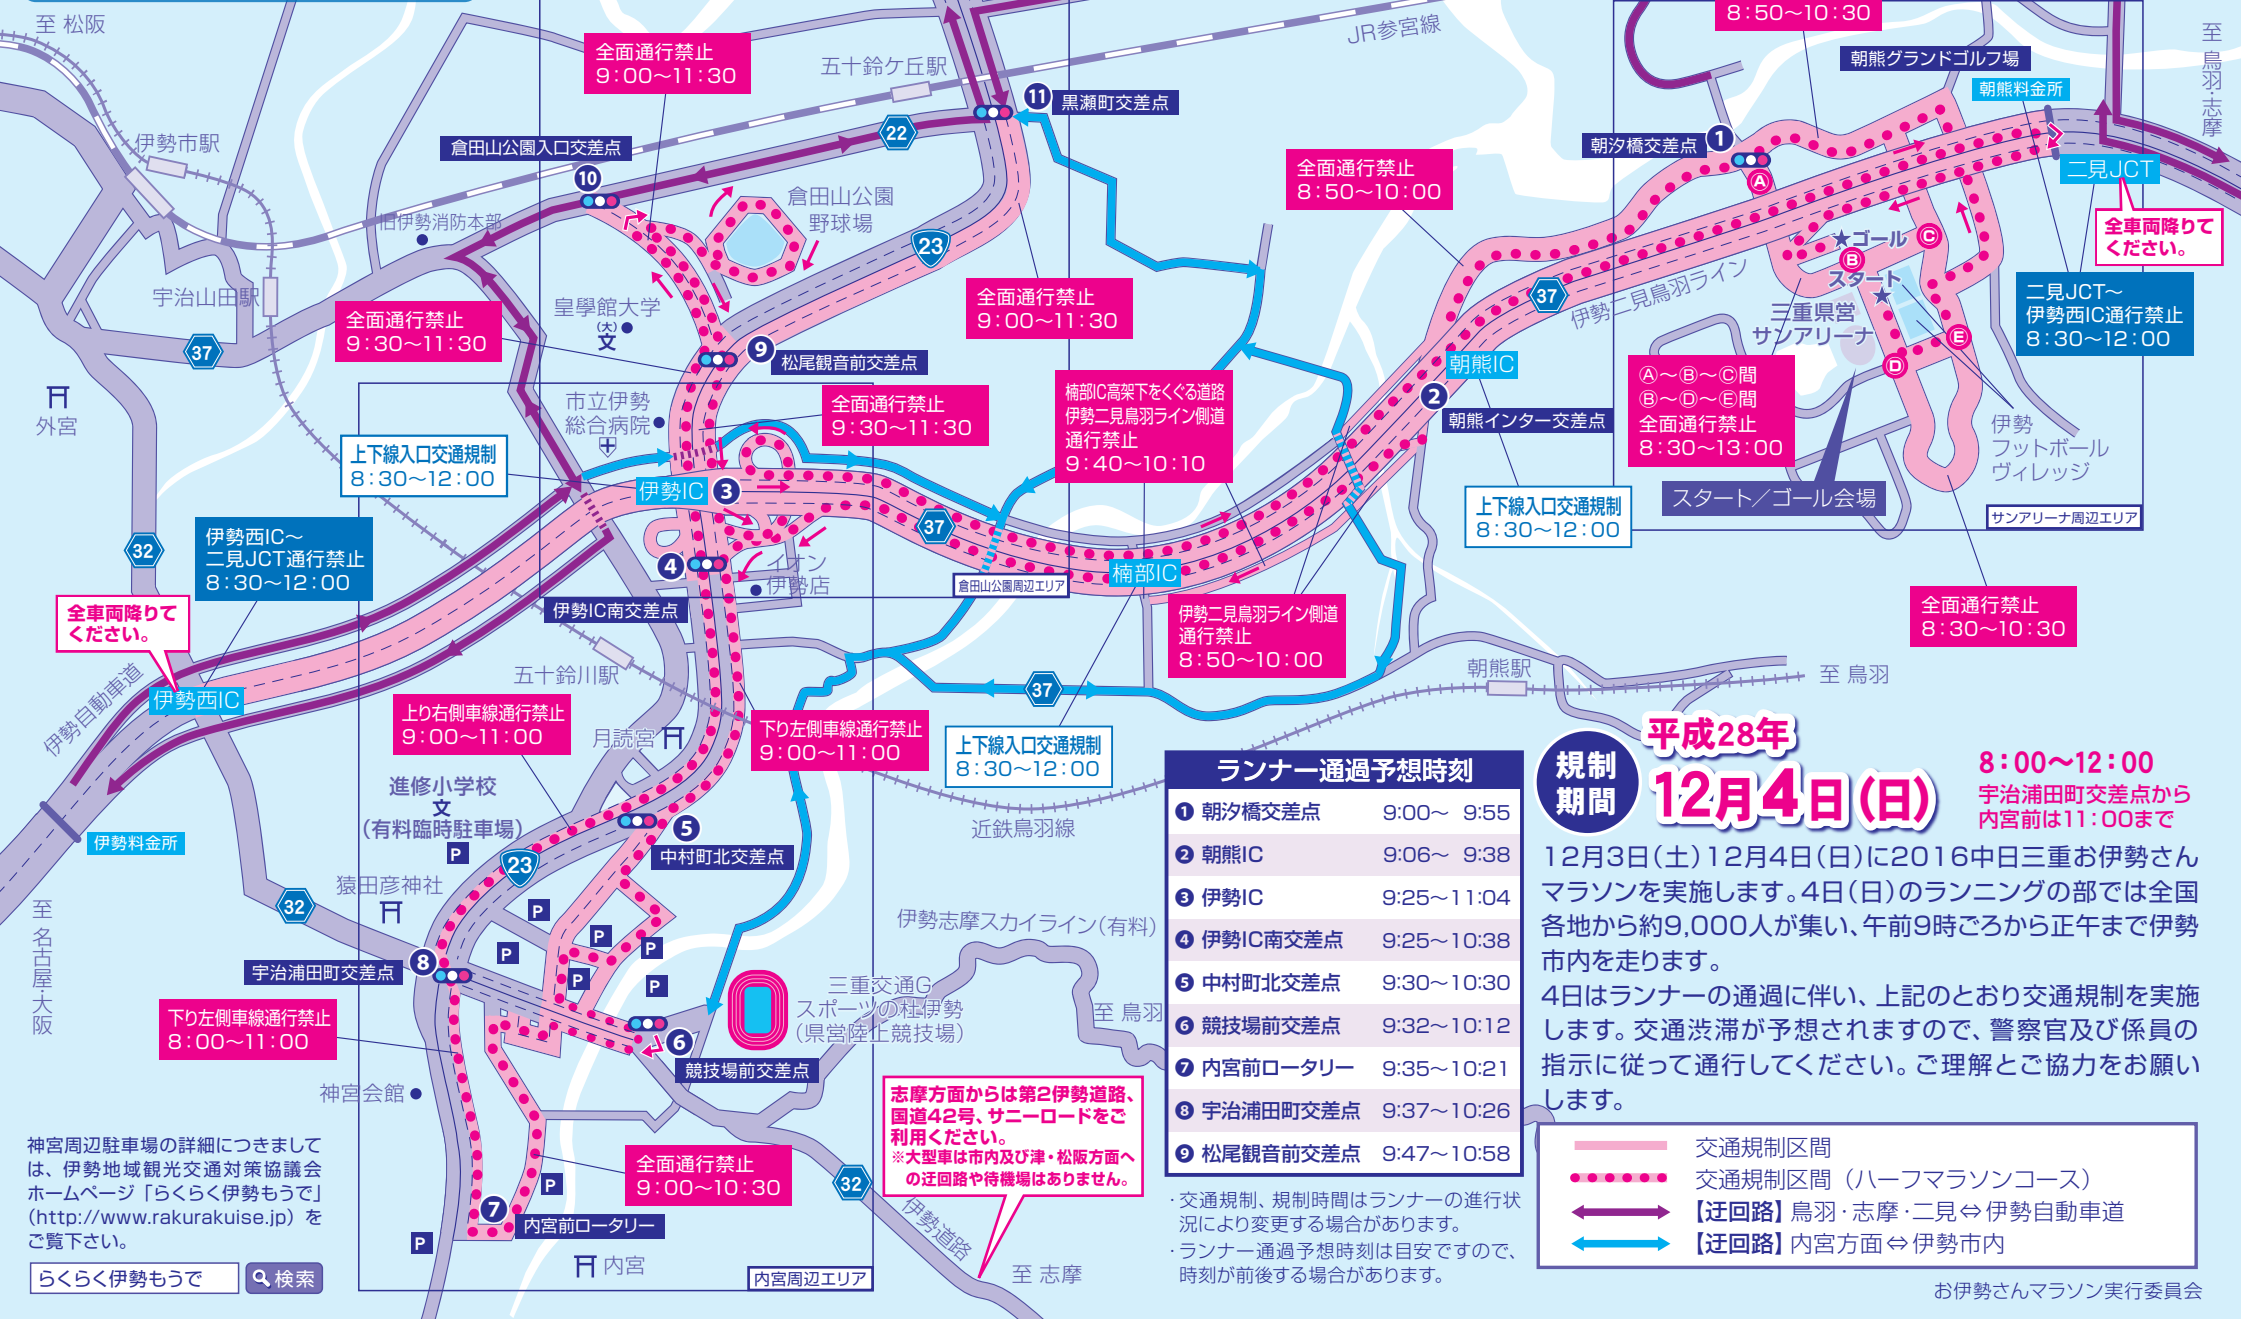 至 松阪
全面通行禁止
9：00〜11：30
五十鈴ケ丘駅
JR参宮線
8：50〜10：30
朝熊グランドゴルフ場
朝熊料金所
至 鳥羽・志摩
伊勢市駅
倉田山公園入口交差点
10
22
11
黒瀬町交差点
朝汐橋交差点
1
A
二見JCT
全車両降りて
ください。
全面通行禁止
8：50〜10：00
倉田山公園
野球場
旧伊勢消防本部
23
★ゴール
C
B
スタート
★
二見JCT〜
伊勢西IC通行禁止
8：30〜12：00
宇治山田駅
皇學館大学
(大)
文
全面通行禁止
9：30〜11：30
全面通行禁止
9：00〜11：30
37
伊勢二見鳥羽ライン
三重県営
サンアリーナ
E
D
37
9
松尾観音前交差点
朝熊IC
2
朝熊インター交差点
Ⓐ〜Ⓑ〜Ⓒ間
Ⓑ〜Ⓓ〜Ⓔ間
全面通行禁止
8：30〜13：00
外宮
市立伊勢
総合病院
全面通行禁止
9：30〜11：30
楠部IC高架下をくぐる道路
伊勢二見鳥羽ライン側道
通行禁止
9：40〜10：10
伊勢
フットボール
ヴィレッジ
上下線入口交通規制
8：30〜12：00
伊勢IC
3
上下線入口交通規制
8：30〜12：00
スタート／ゴール会場
サンアリーナ周辺エリア
32
伊勢西IC〜
二見JCT通行禁止
8：30〜12：00
37
4
イオン
伊勢店
楠部IC
倉田山公園周辺エリア
伊勢IC南交差点
全車両降りて
ください。
伊勢二見鳥羽ライン側道
通行禁止
8：50〜10：00
全面通行禁止
8：30〜10：30
五十鈴川駅
朝熊駅
至 鳥羽
37
伊勢自動車道
伊勢西IC
上り右側車線通行禁止
9：00〜11：00
月読宮
下り左側車線通行禁止
9：00〜11：00
上下線入口交通規制
8：30〜12：00
近鉄鳥羽線
進修小学校
文
(有料臨時駐車場)
P
5
中村町北交差点
伊勢料金所
23
猿田彦神社
32
P
P
P
P
P
P
伊勢志摩スカイライン(有料)
至 名古屋・大阪
8
宇治浦田町交差点
三重交通G
スポーツの杜伊勢
(県営陸上競技場)
至 鳥羽
下り左側車線通行禁止
8：00〜11：00
6
競技場前交差点
神宮会館
志摩方面からは第2伊勢道路、
国道42号、サニーロードをご
利用ください。
※大型車は市内及び津・松阪方面へ
の迂回路や待機場はありません。
全面通行禁止
9：00〜10：30
P
7
内宮前ロータリー
P
内宮
32
伊勢道路
至 志摩
内宮周辺エリア
神宮周辺駐車場の詳細につきまして
は、伊勢地域観光交通対策協議会
ホームページ「らくらく伊勢もうで」
(http://www.rakurakuise.jp) を
ご覧下さい。
らくらく伊勢もうで 検索
ランナー通過予想時刻
❶ 朝汐橋交差点 9:00〜 9:55
❷ 朝熊IC 9:06〜 9:38
❸ 伊勢IC 9:25〜11:04
❹ 伊勢IC南交差点 9:25〜10:38
❺ 中村町北交差点 9:30〜10:30
❻ 競技場前交差点 9:32〜10:12
❼ 内宮前ロータリー 9:35〜10:21
❽ 宇治浦田町交差点 9:37〜10:26
❾ 松尾観音前交差点 9:47〜10:58
・交通規制、規制時間はランナーの進行状
況により変更する場合があります。
・ランナー通過予想時刻は目安ですので、
時刻が前後する場合があります。
規制
期間
平成28年
12月4日(日)
8：00〜12：00
宇治浦田町交差点から
内宮前は11：00まで
12月3日(土)12月4日(日)に2016中日三重お伊勢さん
マラソンを実施します。4日(日)のランニングの部では全国
各地から約9,000人が集い、午前9時ごろから正午まで伊勢
市内を走ります。
4日はランナーの通過に伴い、上記のとおり交通規制を実施
します。交通渋滞が予想されますので、警察官及び係員の
指示に従って通行してください。ご理解とご協力をお願い
します。
交通規制区間
交通規制区間（ハーフマラソンコース）
【迂回路】鳥羽・志摩・二見⇔伊勢自動車道
【迂回路】内宮方面⇔伊勢市内
お伊勢さんマラソン実行委員会